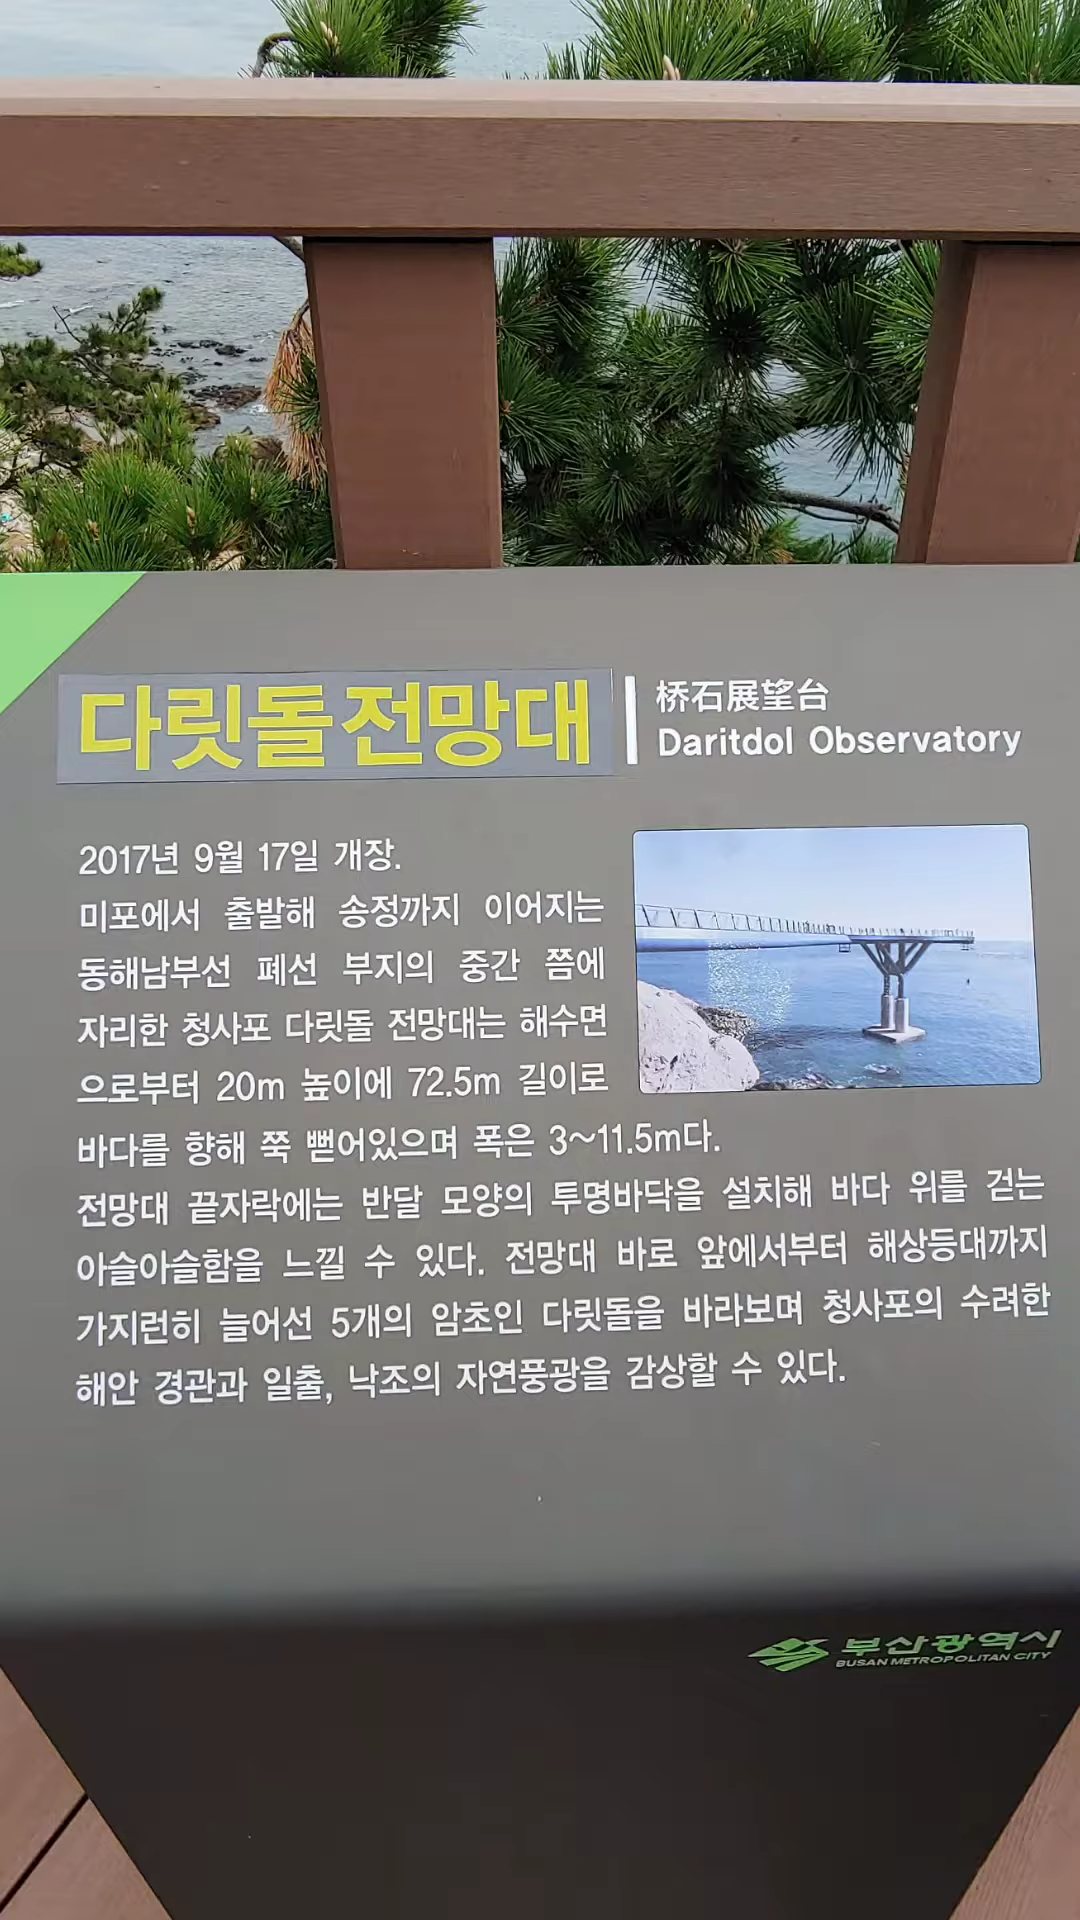 다릿돌 전망대
桥石展望台
Daritdol Observatory
2017년 9월 17일 개장.
미포에서 출발해 송정까지 이어지는
동해남부선 폐선 부지의 중간 쯤에
자리한 청사포 다릿돌 전망대는 해수면
으로부터 20m 높이에 72.5m 길이로
바다를 향해 쭉 뻗어있으며 폭은 3~11.5m다.
전망대 끝자락에는 반달 모양의 투명바닥을 설치해 바다 위를 걷는
아슬아슬함을 느낄 수 있다. 전망대 바로 앞에서부터 해상등대까지
가지런히 늘어선 5개의 암초인 다릿돌을 바라보며 청사포의 수려한
해안 경관과 일출, 낙조의 자연풍광을 감상할 수 있다.
부산광역시
BUSAN METROPOLITAN CITY